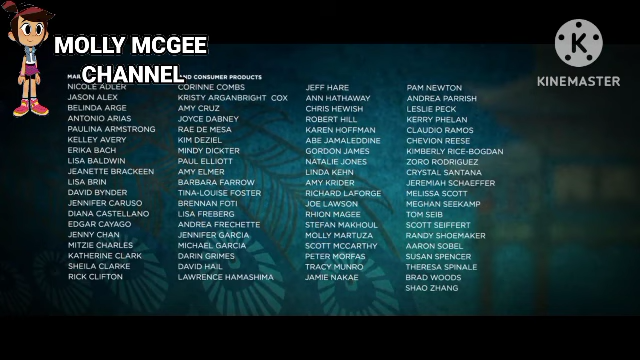 MOLLY MCGEE
CHANNEL
K
KINEMASTER
AND CONSUMER PRODUCTS
NICOLE ADLER
JASON ALEX
BELINDA ARGE
ANTONIO ARIAS
PAULINA ARMSTRONG
KELLEY AVERY
ERIKA BACH
LISA BALDWIN
JEANETTE BRACKEEN
LISA BRIN
DAVID BYNDER
JENNIFER CARUSO
DIANA CASTELLANO
EDGAR CAYAGO
JENNY CHAN
MITZIE CHARLES
KATHERINE CLARK
SHEILA CLARKE
RICK CLIFTON
CORINNE COMBS
KRISTY ARGANBRIGHT COX
AMY CRUZ
JOYCE DABNEY
RAE DE MESA
KIM DEZIEL
MINDY DICKTER
PAUL ELLIOTT
AMY ELMER
BARBARA FARROW
TINA-LOUISE FOSTER
BRENNAN FOTI
LISA FREBERG
ANDREA FRECHETTE
JENNIFER GARCIA
MICHAEL GARCIA
DARIN GRIMES
DAVID HAIL
LAWRENCE HAMASHIMA
JEFF HARE
ANN HATHAWAY
CHRIS HEWISH
ROBERT HILL
KAREN HOFFMAN
ABE JAMALEDDINE
GORDON JAMES
NATALIE JONES
LINDA KEHN
AMY KRIDER
RICHARD LAFORGE
JOE LAWSON
RHION MAGEE
STEFAN MAKHOUL
MOLLY MARTUZA
SCOTT MCCARTHY
PETER MORFAS
TRACY MUNRO
JAMIE NAKAE
PAM NEWTON
ANDREA PARRISH
LESLIE PECK
KERRY PHELAN
CLAUDIO RAMOS
CHEVION REESE
KIMBERLY RICE-BOGDAN
ZORO RODRIGUEZ
CRYSTAL SANTANA
JEREMIAH SCHAEFFER
MELISSA SCOTT
MEGHAN SEEKAMP
TOM SEIB
SCOTT SEIFFERT
RANDY SHOEMAKER
AARON SOBEL
SUSAN SPENCER
THERESA SPINALE
BRAD WOODS
SHAO ZHANG